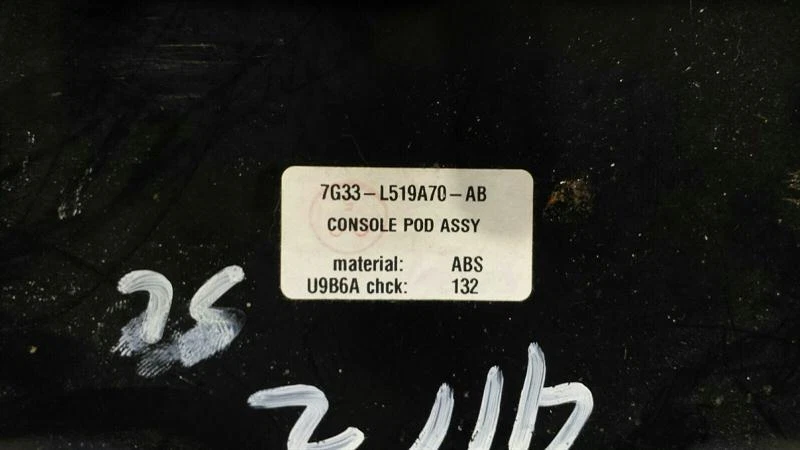 7G33-L519A70-AB
CONSOLE POD ASSY
material: ABS
U9B6A chck: 132